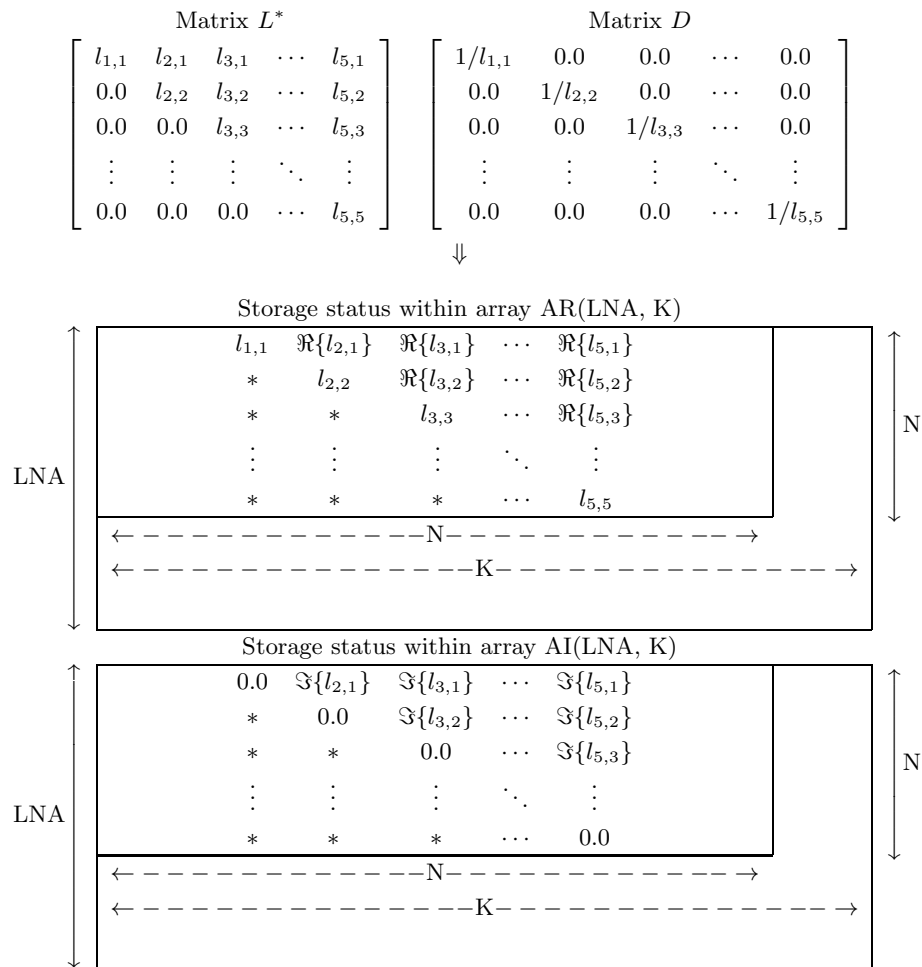 Matrix L* Matrix D
l1,1 l2,1 l3,1 ⋯ l5,1 1/l1,1 0.0 0.0 ⋯ 0.0
0.0 l2,2 l3,2 ⋯ l5,2 0.0 1/l2,2 0.0 ⋯ 0.0
0.0 0.0 l3,3 ⋯ l5,3 0.0 0.0 1/l3,3 ⋯ 0.0
⋮ ⋮ ⋮ ⋱ ⋮ ⋮ ⋮ ⋮ ⋱ ⋮
0.0 0.0 0.0 ⋯ l5,5 0.0 0.0 0.0 ⋯ 1/l5,5
⇓
Storage status within array AR(LNA, K)
l1,1 ℜ{l2,1} ℜ{l3,1} ⋯ ℜ{l5,1}
* l2,2 ℜ{l3,2} ⋯ ℜ{l5,2}
* * l3,3 ⋯ ℜ{l5,3}
N
⋮ ⋮ ⋮ ⋱ ⋮
LNA
* * * ⋯ l5,5
N
K
Storage status within array AI(LNA, K)
0.0 ℑ{l2,1} ℑ{l3,1} ⋯ ℑ{l5,1}
* 0.0 ℑ{l3,2} ⋯ ℑ{l5,2}
* * 0.0 ⋯ ℑ{l5,3}
N
⋮ ⋮ ⋮ ⋱ ⋮
LNA
* * * ⋯ 0.0
N
K